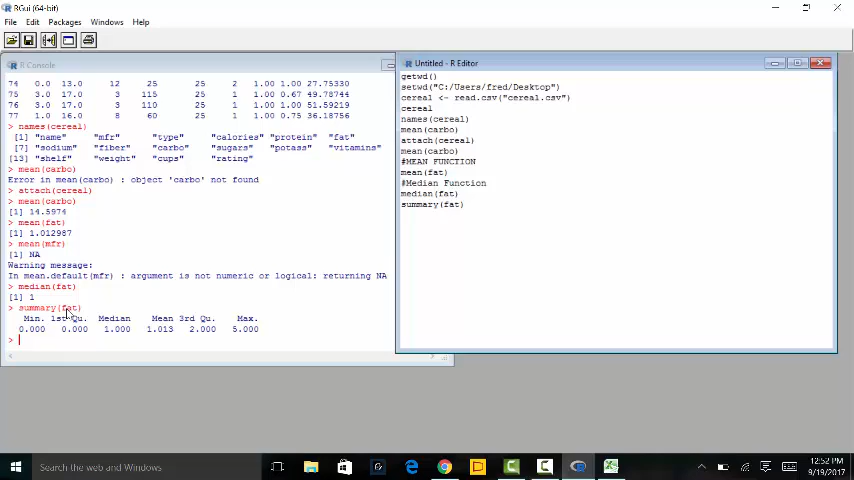 RGui (64-bit)
File Edit Packages Windows Help
R Console
74 0.0 13.0 12 25 25 2 1.00 1.00 27.75330
75 3.0 17.0 3 115 25 1 1.00 0.67 49.78744
76 3.0 17.0 3 110 25 1 1.00 1.00 51.59219
77 1.0 16.0 8 60 25 1 1.00 0.75 36.18756
> names(cereal)
[1] "name" "mfr" "type" "calories" "protein" "fat"
[7] "sodium" "fiber" "carbo" "sugars" "potass" "vitamins"
[13] "shelf" "weight" "cups" "rating"
> mean(carbo)
Error in mean(carbo) : object 'carbo' not found
> attach(cereal)
> mean(carbo)
[1] 14.5974
> mean(fat)
[1] 1.012987
> mean(mfr)
[1] NA
Warning message:
In mean.default(mfr) : argument is not numeric or logical: returning NA
> median(fat)
[1] 1
> summary(fat)
Min. 1st Qu. Median Mean 3rd Qu. Max.
0.000 0.000 1.000 1.013 2.000 5.000
>
Untitled - R Editor
getwd()
setwd("C:/Users/fred/Desktop")
cereal <- read.csv("cereal.csv")
cereal
names(cereal)
mean(carbo)
attach(cereal)
mean(carbo)
#MEAN FUNCTION
mean(fat)
#Median Function
median(fat)
summary(fat)
Search the web and Windows
12:52 PM
9/19/2017